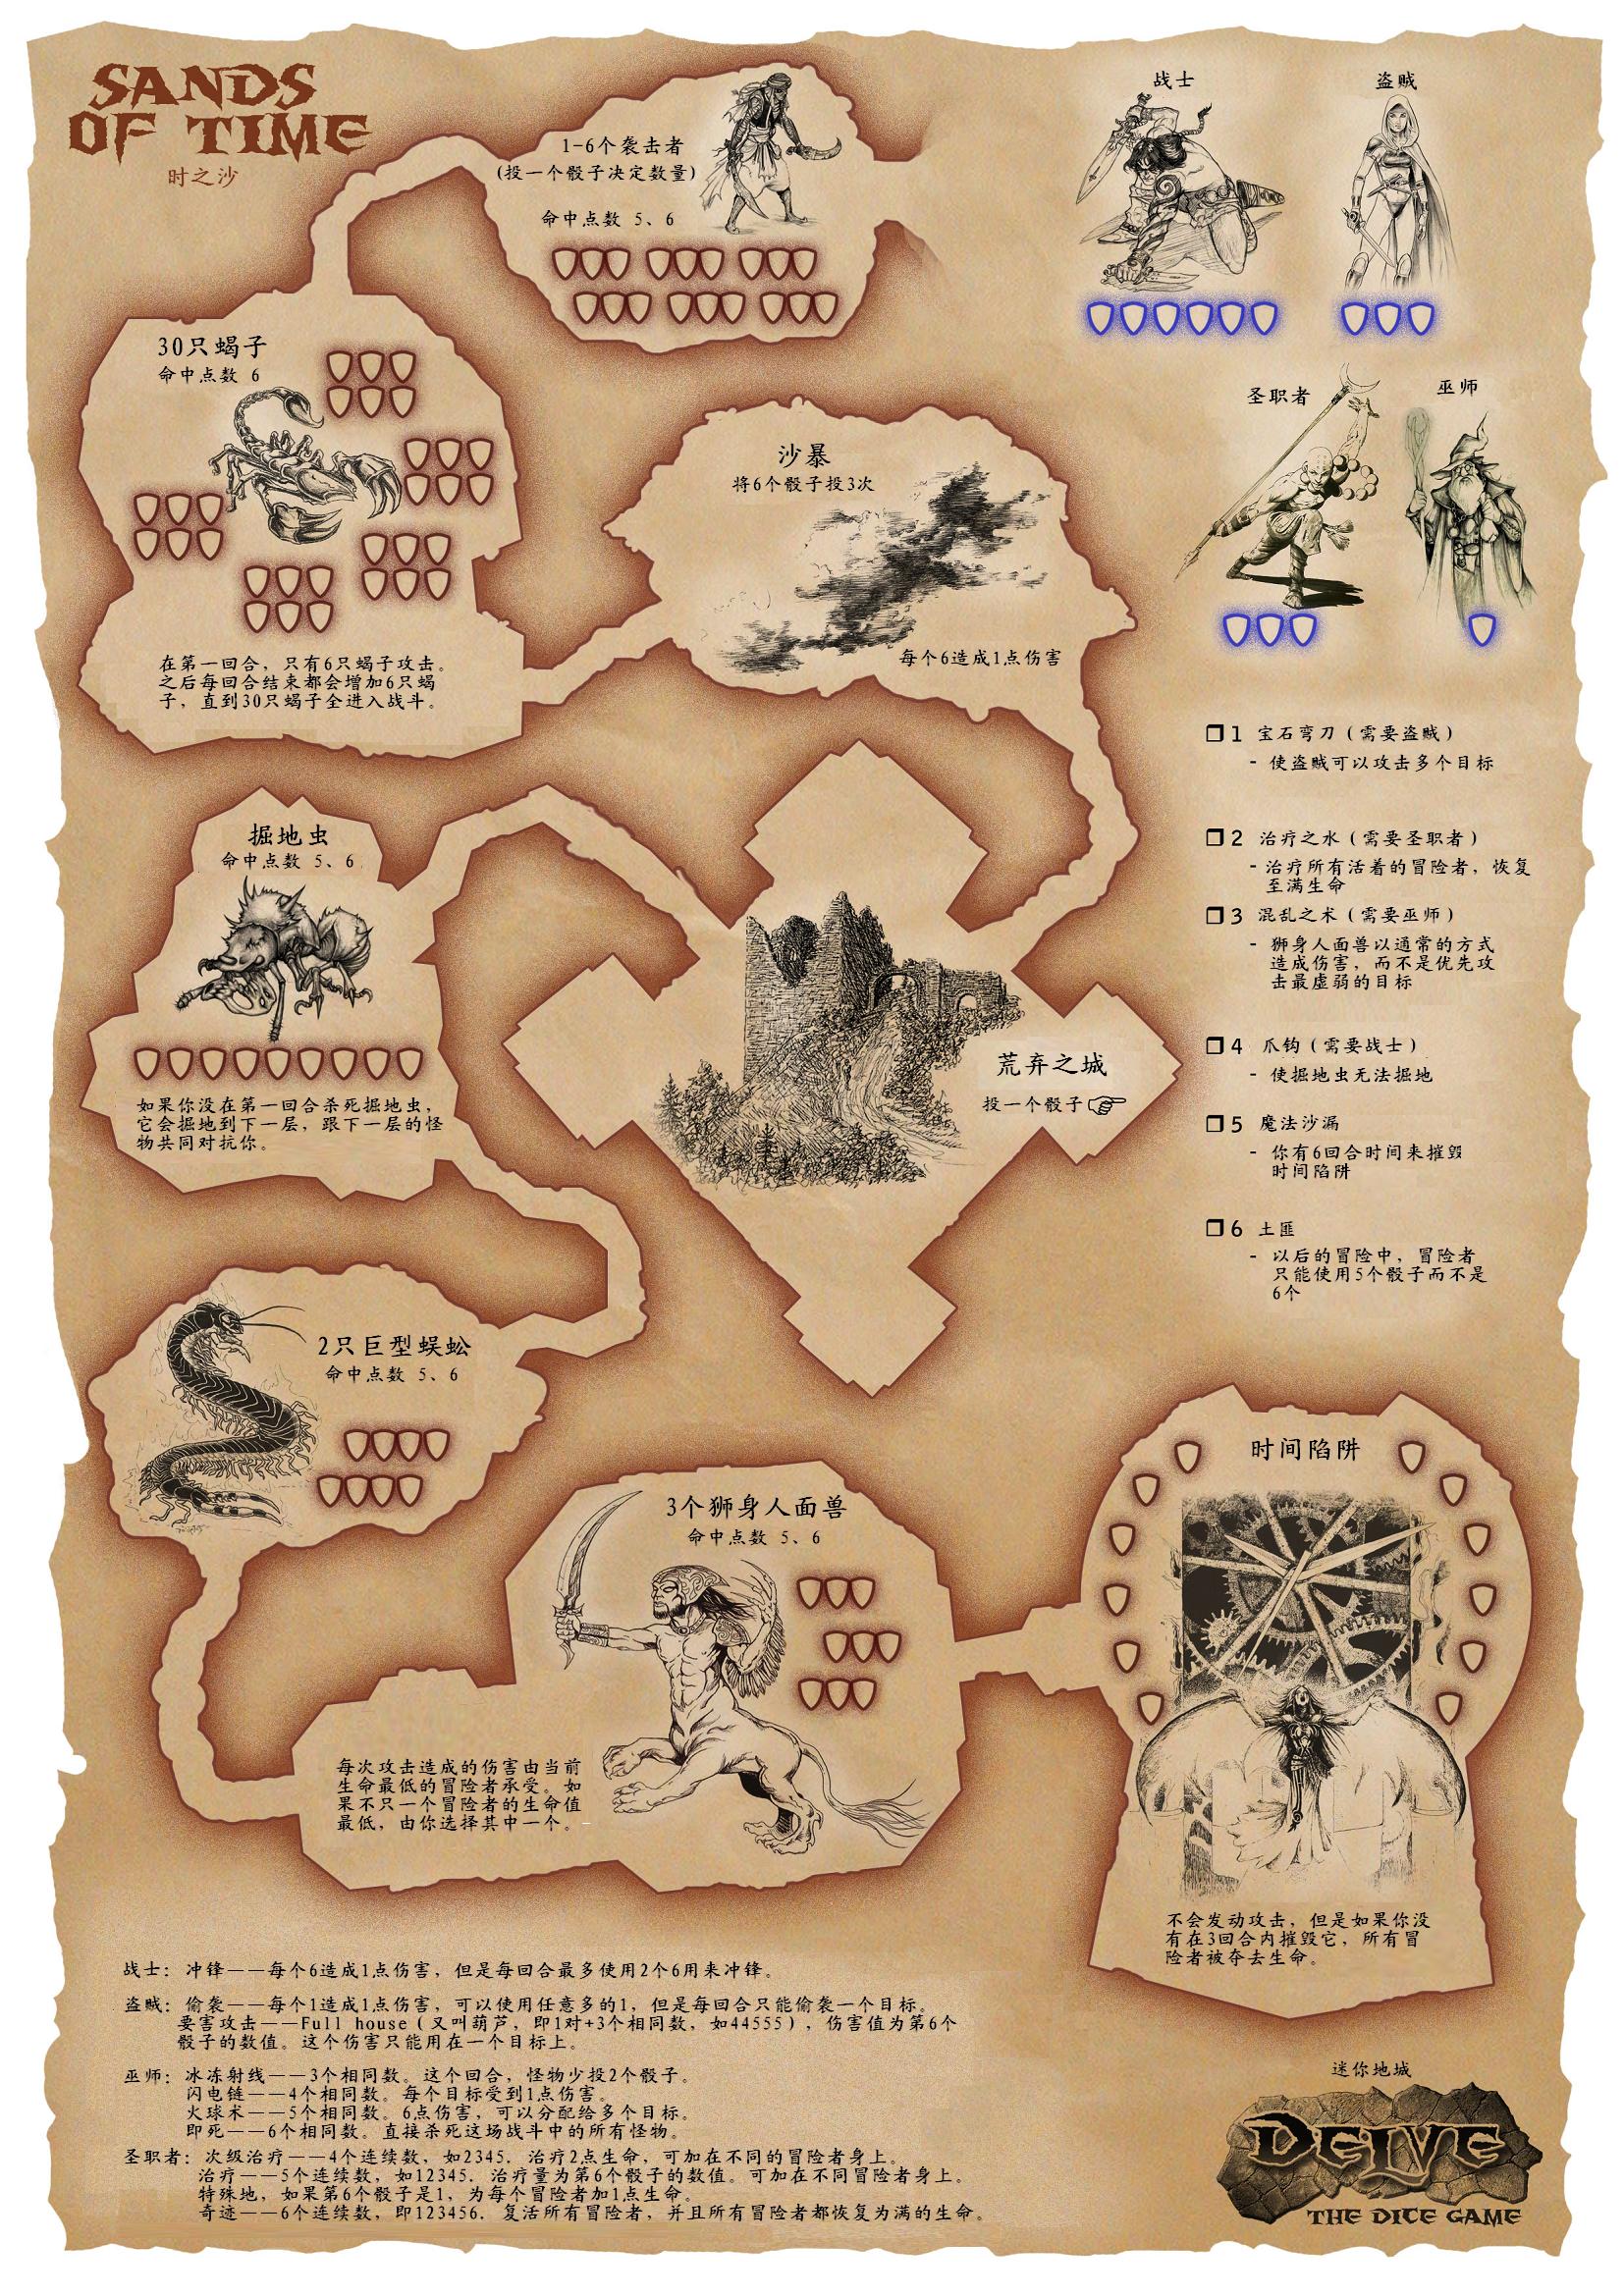 SANDS
OF TIME
时之沙
1-6个袭击者
(投一个骰子决定数量)
命中点数 5、6
战士
盗贼
圣职者
巫师
30只蝎子
命中点数 6
在第一回合，只有6只蝎子攻击。
之后每回合结束都会增加6只蝎
子，直到30只蝎子全进入战斗。
沙暴
将6个骰子投3次
每个6造成1点伤害
掘地虫
命中点数 5、6
如果你没在第一回合杀死掘地虫，
它会掘地到下一层，跟下一层的怪
物共同对抗你。
荒弃之城
投一个骰子
1 宝石弯刀（需要盗贼）
- 使盗贼可以攻击多个目标
2 治疗之水（需要圣职者）
- 治疗所有活着的冒险者，恢复
至满生命
3 混乱之术（需要巫师）
- 狮身人面兽以通常的方式
造成伤害，而不是优先攻
击最虚弱的目标
4 爪钩（需要战士）
- 使掘地虫无法掘地
5 魔法沙漏
- 你有6回合时间来摧毁
时间陷阱
6 土匪
- 以后的冒险中，冒险者
只能使用5个骰子而不是
6个
2只巨型蜈蚣
命中点数 5、6
3个狮身人面兽
命中点数 5、6
每次攻击造成的伤害由当前
生命最低的冒险者承受。如
果不只一个冒险者的生命值
最低，由你选择其中一个。
时间陷阱
不会发动攻击，但是如果你没
有在3回合内摧毁它，所有冒
险者被夺去生命。
战士：冲锋——每个6造成1点伤害，但是每回合最多使用2个6用来冲锋。
盗贼：偷袭——每个1造成1点伤害，可以使用任意多的1，但是每回合只能偷袭一个目标。
要害攻击——Full house（又叫葫芦，即1对+3个相同数，如44555），伤害值为第6个
骰子的数值。这个伤害只能用在一个目标上。
巫师：冰冻射线——3个相同数。这个回合，怪物少投2个骰子。
闪电链——4个相同数。每个目标受到1点伤害。
火球术——5个相同数。6点伤害，可以分配给多个目标。
即死——6个相同数。直接杀死这场战斗中的所有怪物。
圣职者：次级治疗——4个连续数，如2345. 治疗2点生命，可加在不同的冒险者身上。
治疗——5个连续数，如12345. 治疗量为第6个骰子的数值。可加在不同冒险者身上。
特殊地，如果第6个骰子是1，为每个冒险者加1点生命。
奇迹——6个连续数，即123456. 复活所有冒险者，并且所有冒险者都恢复为满的生命。
迷你地城
DELVE
THE DICE GAME